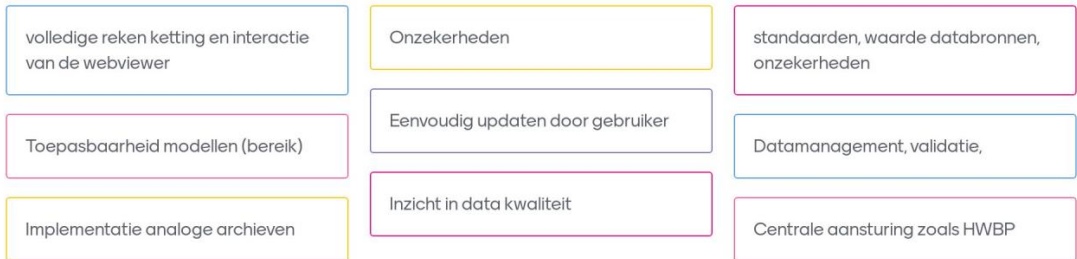 volledige reken ketting en interactie
van de webviewer
Toepasbaarheid modellen (bereik)
Implementatie analoge archieven
Onzekerheden
Eenvoudig updaten door gebruiker
Inzicht in data kwaliteit
standaarden, waarde databronnen,
onzekerheden
Datamanagement, validatie,
Centrale aansturing zoals HWBP